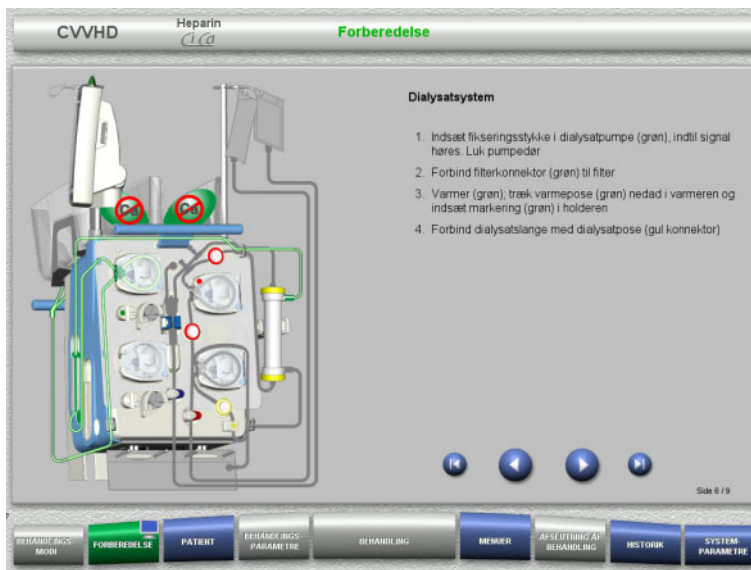 CVVHD
Heparin
Ci Ca
Forberedelse
Dialysatsystem
1. Indsæt fikseringsstykke i dialysatpumpe (grøn), indtil signal
høres. Luk pumpedør
2. Forbind filterkonnektor (grøn) til filter
3. Varmer (grøn); træk varmepose (grøn) nedad i varmeren og
indsæt markering (grøn) i holderen
4. Forbind dialysatslange med dialysatpose (gul konnektor)
Ca
Ca
Side 6 / 9
BEHANDLINGS-
MODI
FORBEREDELSE
PATIENT
BEHANDLINGS-
PARAMETRE
BEHANDLING
MENUER
AFSLUTNING AF
BEHANDLING
HISTORIK
SYSTEM-
PARAMETRE